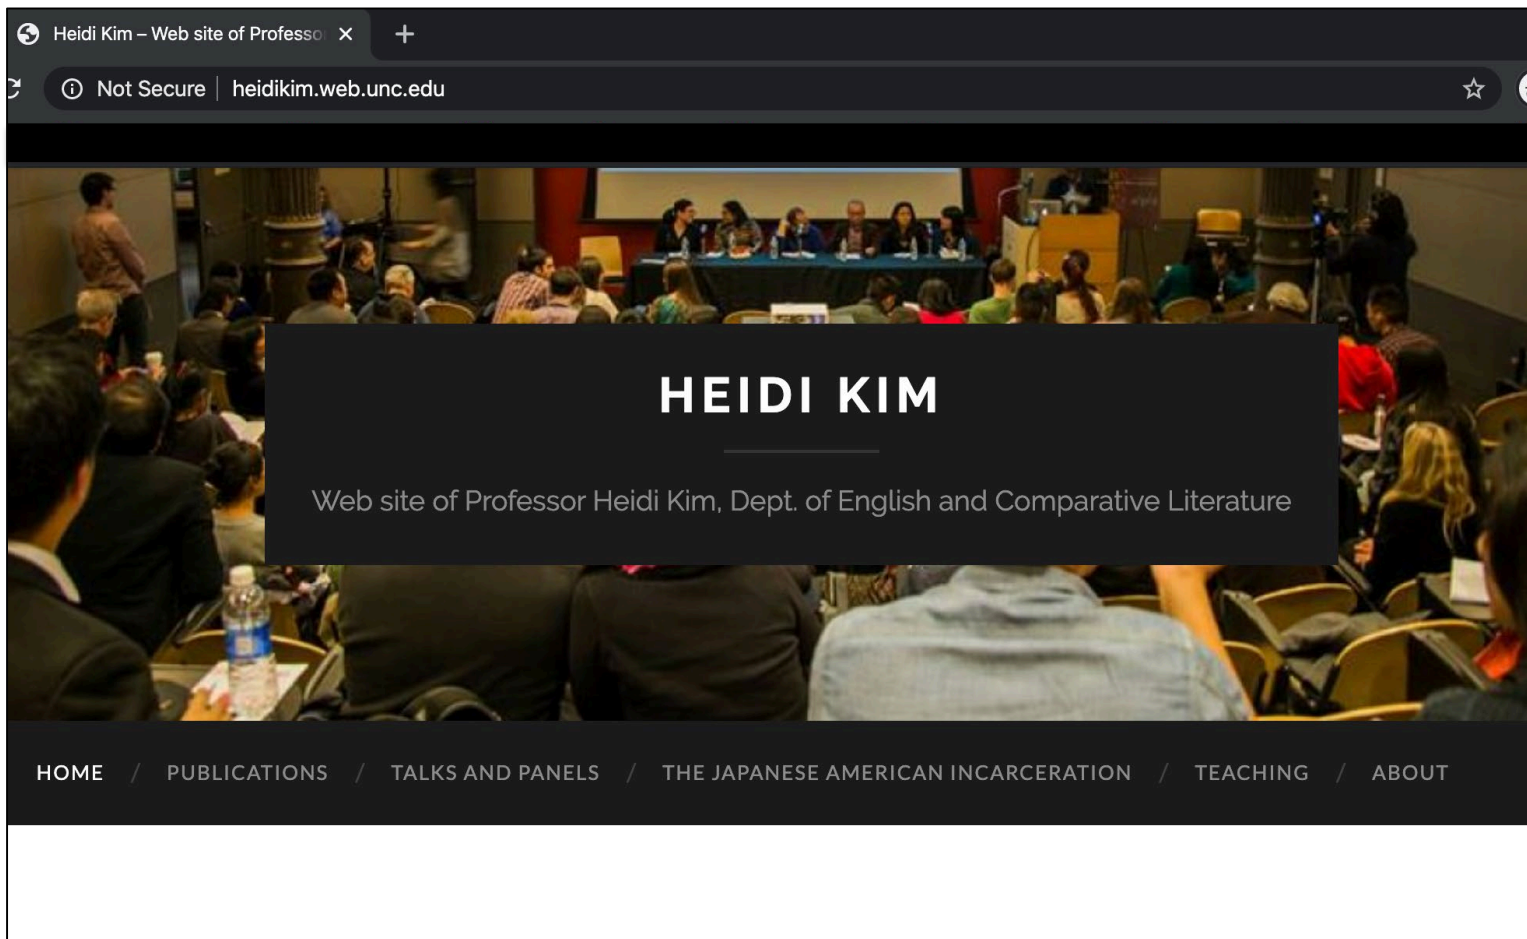 Heidi Kim – Web site of Professo
Not Secure | heidikim.web.unc.edu
HEIDI KIM
Web site of Professor Heidi Kim, Dept. of English and Comparative Literature
HOME / PUBLICATIONS / TALKS AND PANELS / THE JAPANESE AMERICAN INCARCERATION / TEACHING / ABOUT